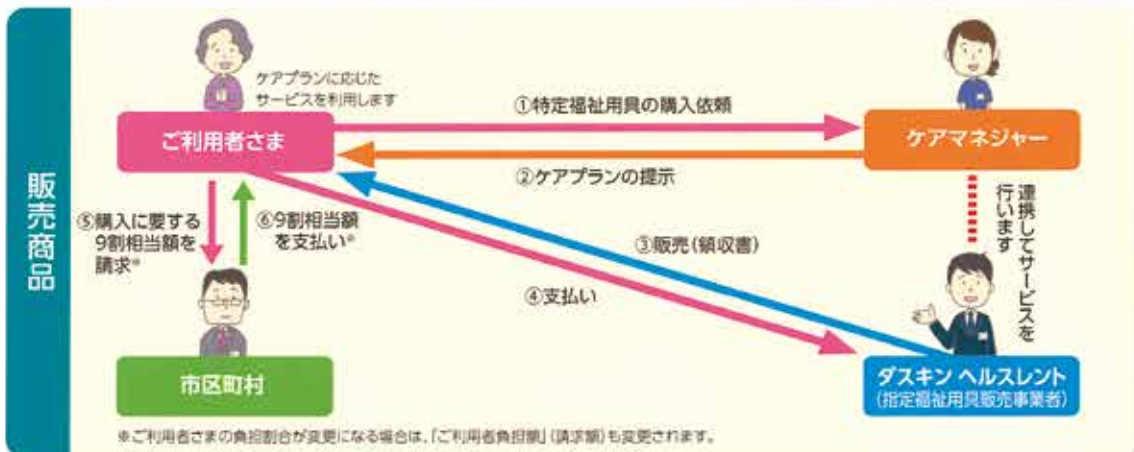 販売商品
ケアプランに応じた
サービスを利用します
ご利用者さま
①特定福祉用具の購入依頼
ケアマネジャー
②ケアプランの提示
⑤購入に要する
9割相当額を
請求※
⑥9割相当額
を支払い※
③販売(領収書)
④支払い
連携してサービスを
行います
市区町村
ダスキン ヘルスレント
(指定福祉用具販売事業者)
※ご利用者さまの負担割合が変更になる場合は、「ご利用者負担額」(請求額)も変更されます。